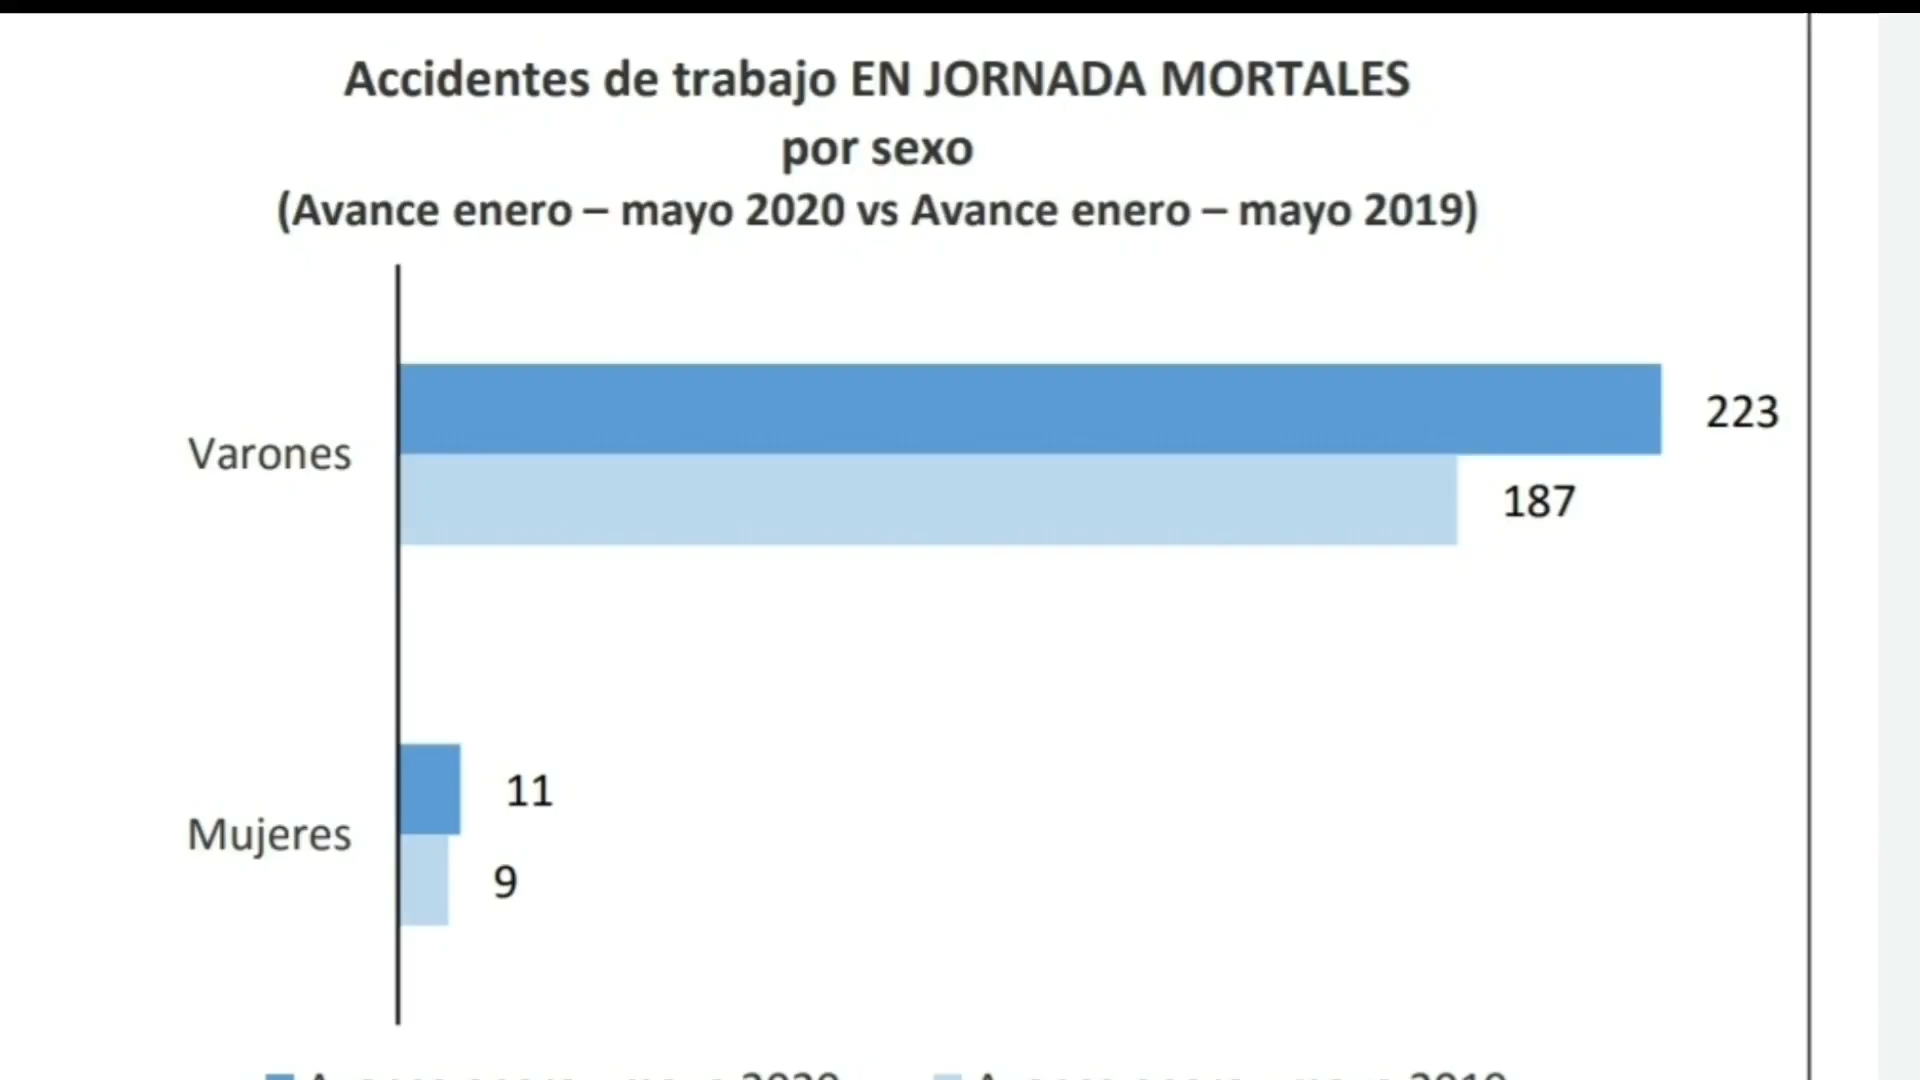 Accidentes de trabajo EN JORNADA MORTALES
por sexo
(Avance enero – mayo 2020 vs Avance enero – mayo 2019)
223
Varones
187
11
Mujeres
9